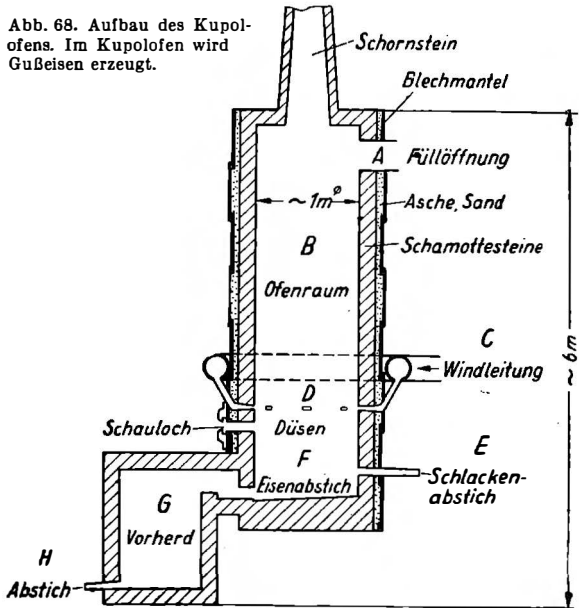 Abb. 68. Aufbau des Kupol-
ofens. Im Kupolofen wird
Gußeisen erzeugt.
Schornstein
Blechmantel
A Füllöffnung
~1m⌀
Asche, Sand
B
Schamottesteine
Ofenraum
C
~6m
Windleitung
D
Schauloch
Düsen
E
F
Eisenabstich
Schlacken-
abstich
G
Vorherd
H
Abstich